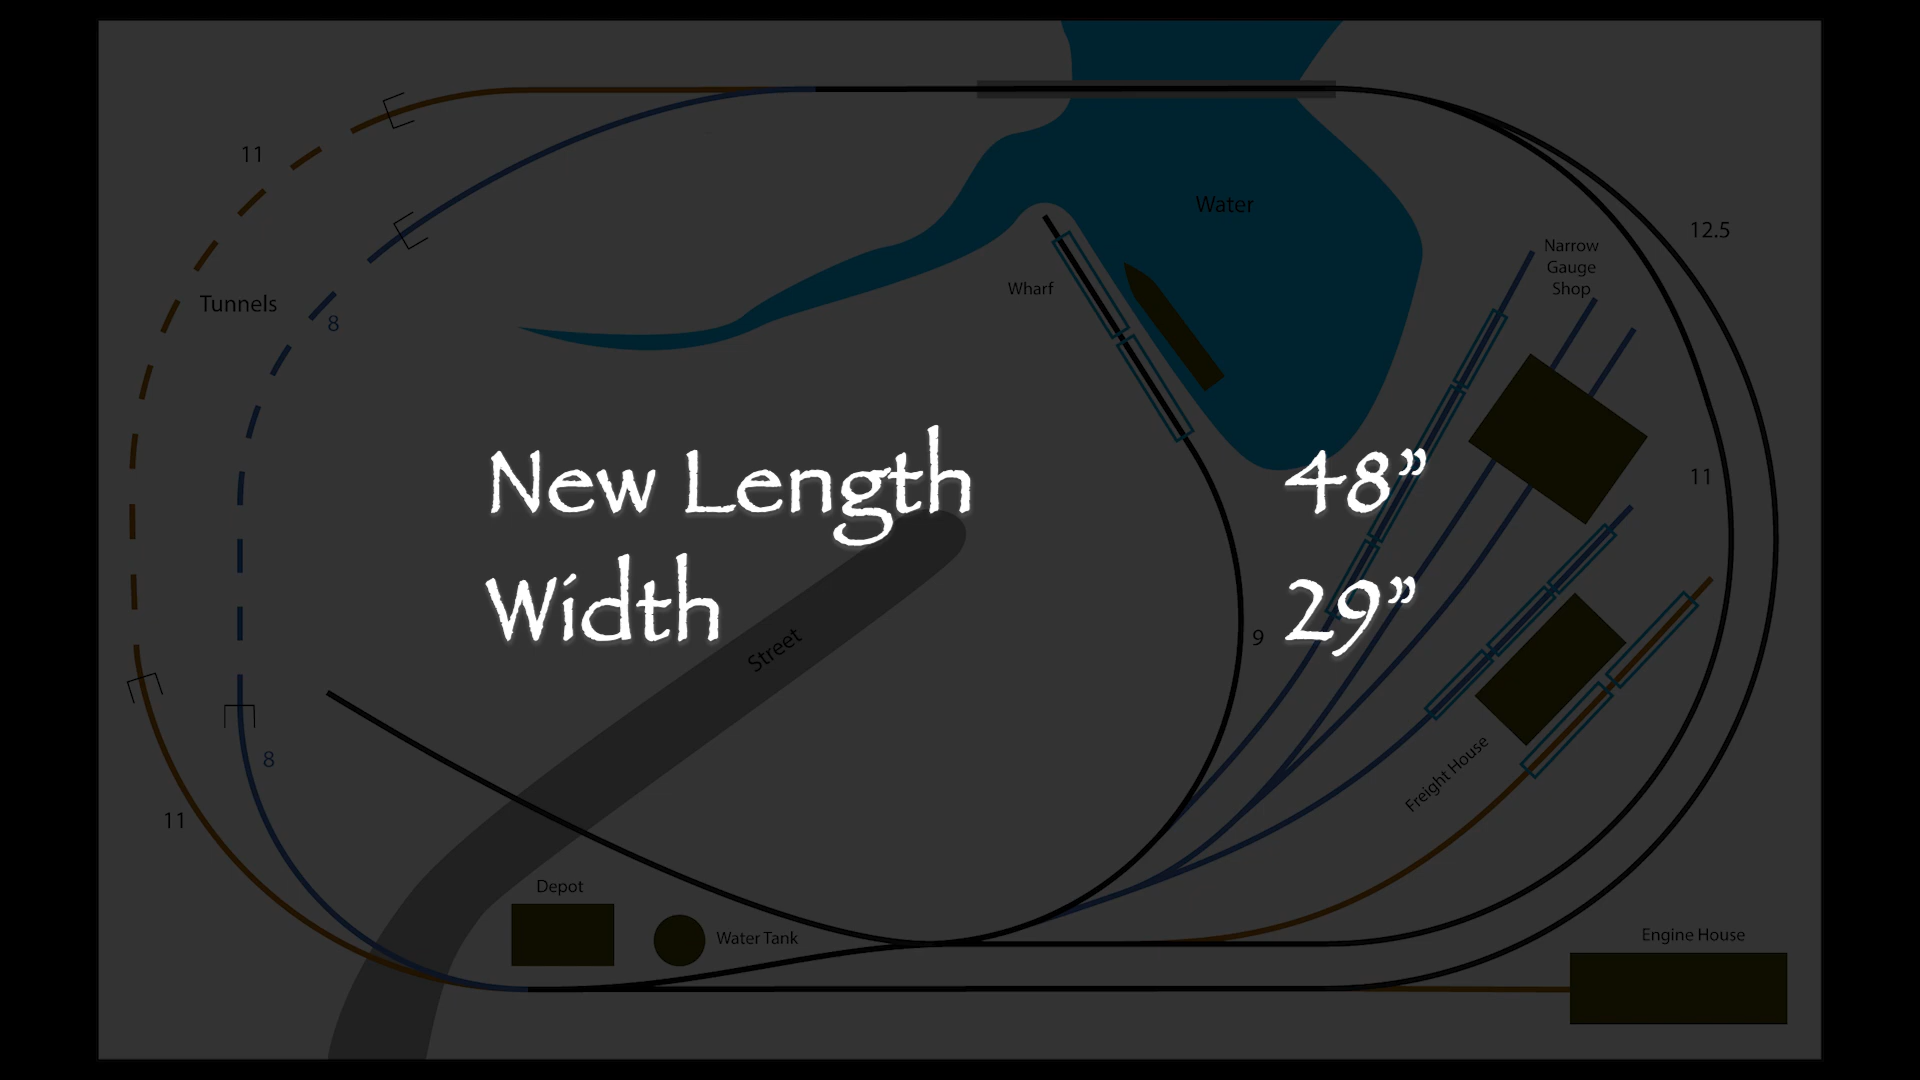 11
Water
12.5
Narrow
Gauge
Shop
Wharf
Tunnels
8
New Length 48”
11
Width 29”
9
Street
8
Freight House
11
Depot
Water Tank
Engine House